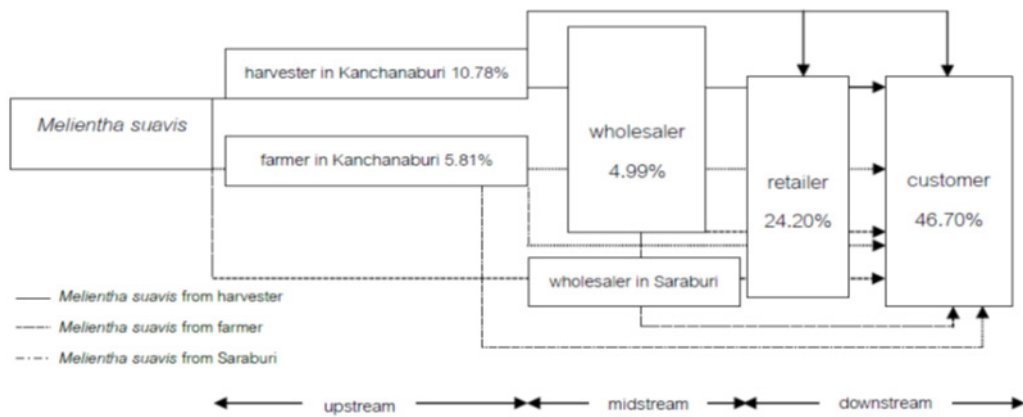 harvester in Kanchanaburi 10.78%
Melientha suavis
farmer in Kanchanaburi 5.81%
wholesaler
4.99%
retailer
24.20%
customer
46.70%
wholesaler in Saraburi
Melientha suavis from harvester
Melientha suavis from farmer
Melientha suavis from Saraburi
upstream
midstream
downstream